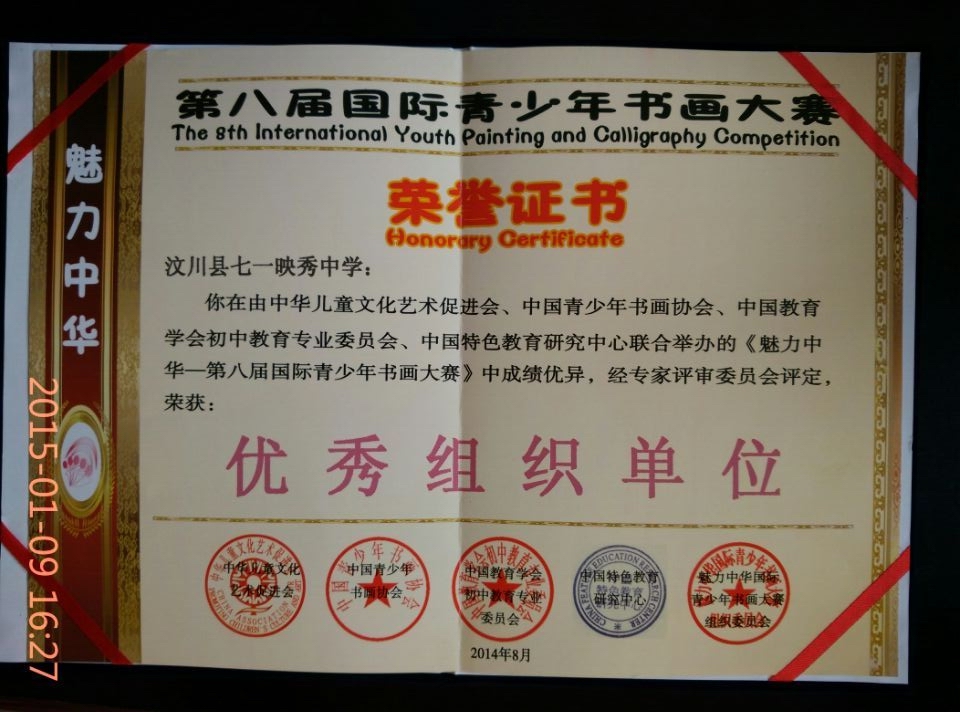 第八届国际青少年书画大赛
The 8th International Youth Painting and Calligraphy Competition
荣誉证书
Honorary Certificate
魅力中华
汶川县七一映秀中学：
你在由中华儿童文化艺术促进会、中国青少年书画协会、中国教育
学会初中教育专业委员会、中国特色教育研究中心联合举办的《魅力中
华—第八届国际青少年书画大赛》中成绩优异，经专家评审委员会评定，
荣获：
优秀组织单位
中华儿童文化
艺术促进会
中国青少年
书画协会
中国教育学会
初中教育专业
委员会
中国特色教育
研究中心
魅力中华国际
青少年书画大赛
组织委员会
2014年8月
2015-01-09 16:27